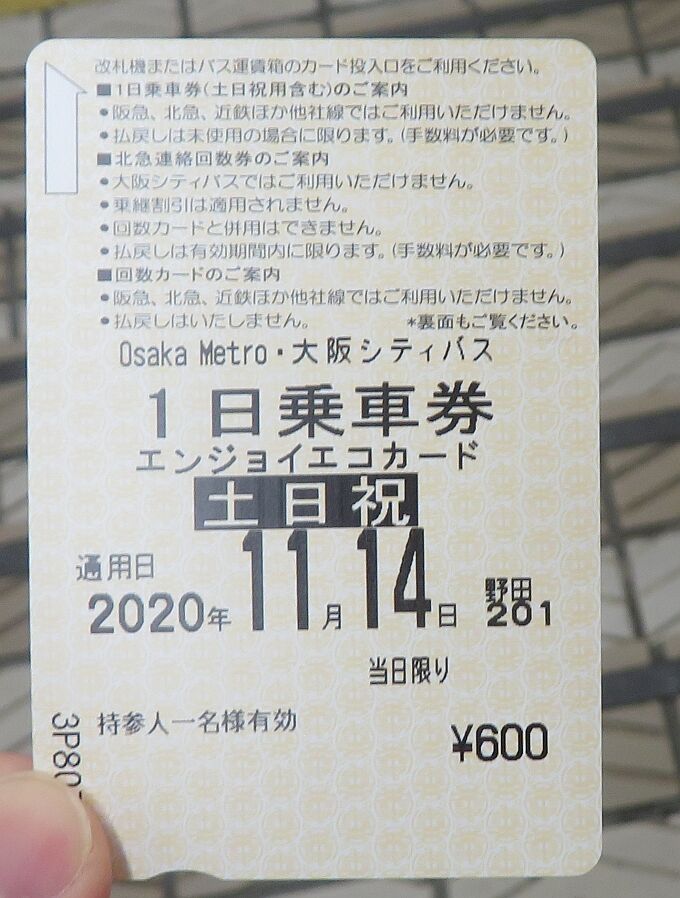 改札機またはバス運賃箱のカード投入口をご利用ください。
■1日乗車券(土日祝用含む)のご案内
●阪急、北急、近鉄ほか他社線ではご利用いただけません。
●払戻しは未使用の場合に限ります。(手数料が必要です。)
■北急連絡回数券のご案内
●大阪シティバスではご利用いただけません。
●乗継割引は適用されません。
●回数カードと併用はできません。
●払戻しは有効期間内に限ります。(手数料が必要です。)
■回数カードのご案内
●阪急、北急、近鉄ほか他社線ではご利用いただけません。
●払戻しはいたしません。 *裏面もご覧ください。
Osaka Metro・大阪シティバス
1日乗車券
エンジョイエコカード
土日祝
通用日
2020年11月14日
野田
201
当日限り
持参人一名様有効
¥600
3P80